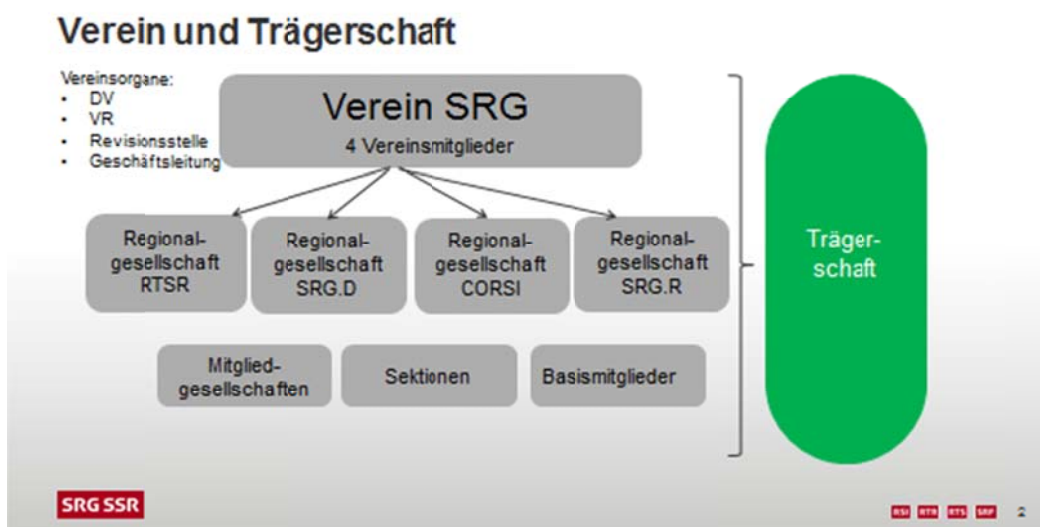 Verein und Trägerschaft
Vereinsorgane:
• DV
• VR
• Revisionsstelle
• Geschäftsleitung
Verein SRG
4 Vereinsmitglieder
Regional-
gesellschaft
RTSR
Regional-
gesellschaft
SRG.D
Regional-
gesellschaft
CORSI
Regional-
gesellschaft
SRG.R
Mitglied-
gesellschaften
Sektionen
Basismitglieder
Träger-
schaft
SRG SSR
RSI RTR RTS SRF 2